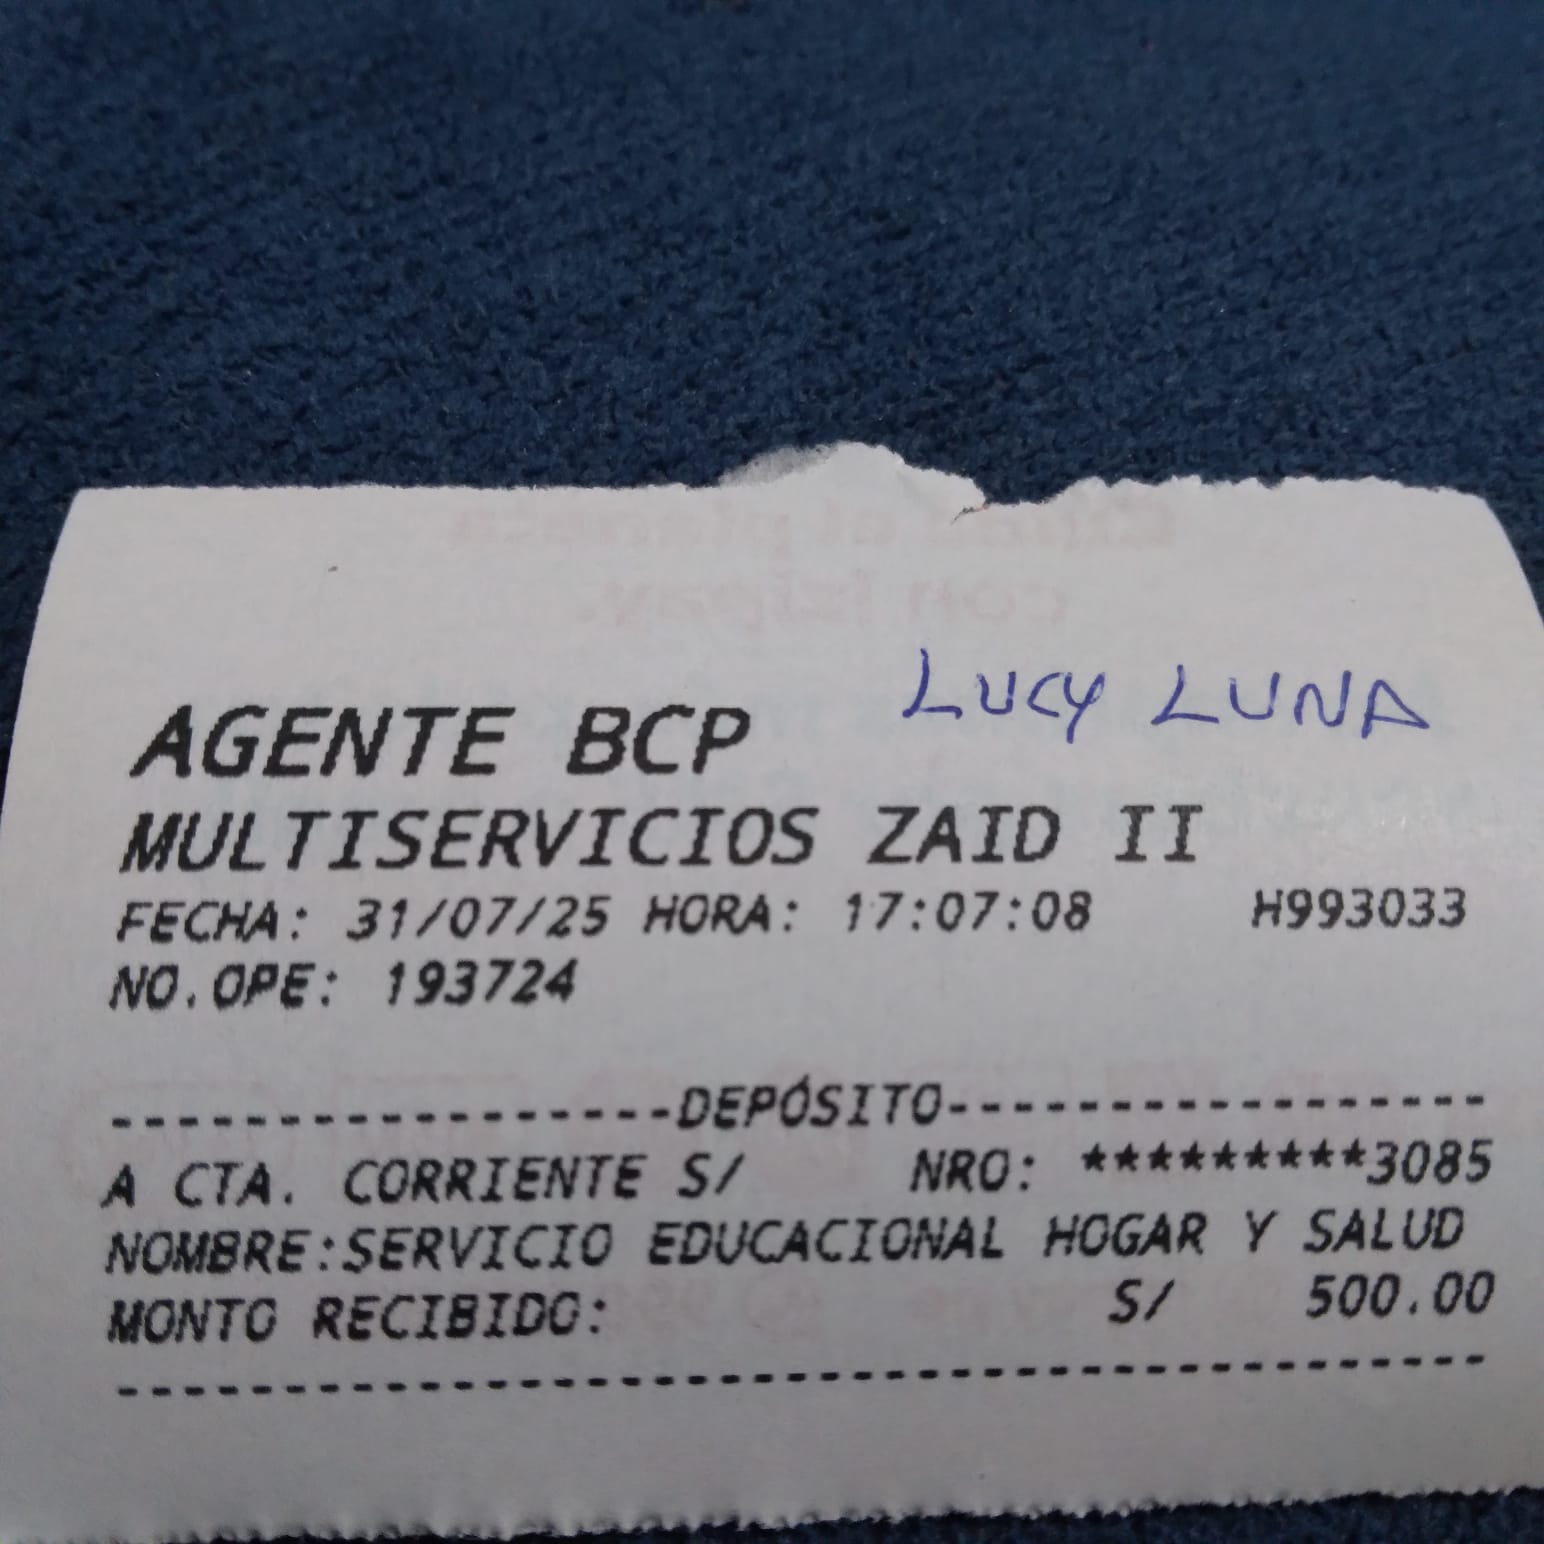 LUCY LUNA
AGENTE BCP
MULTISERVICIOS ZAID II
FECHA: 31/07/25 HORA: 17:07:08 H993033
NO.OPE: 193724
------------------DEPÓSITO-----------------
A CTA. CORRIENTE S/ NRO: *********3085
NOMBRE:SERVICIO EDUCACIONAL HOGAR Y SALUD
MONTO RECIBIDO: S/ 500.00
-------------------------------------------